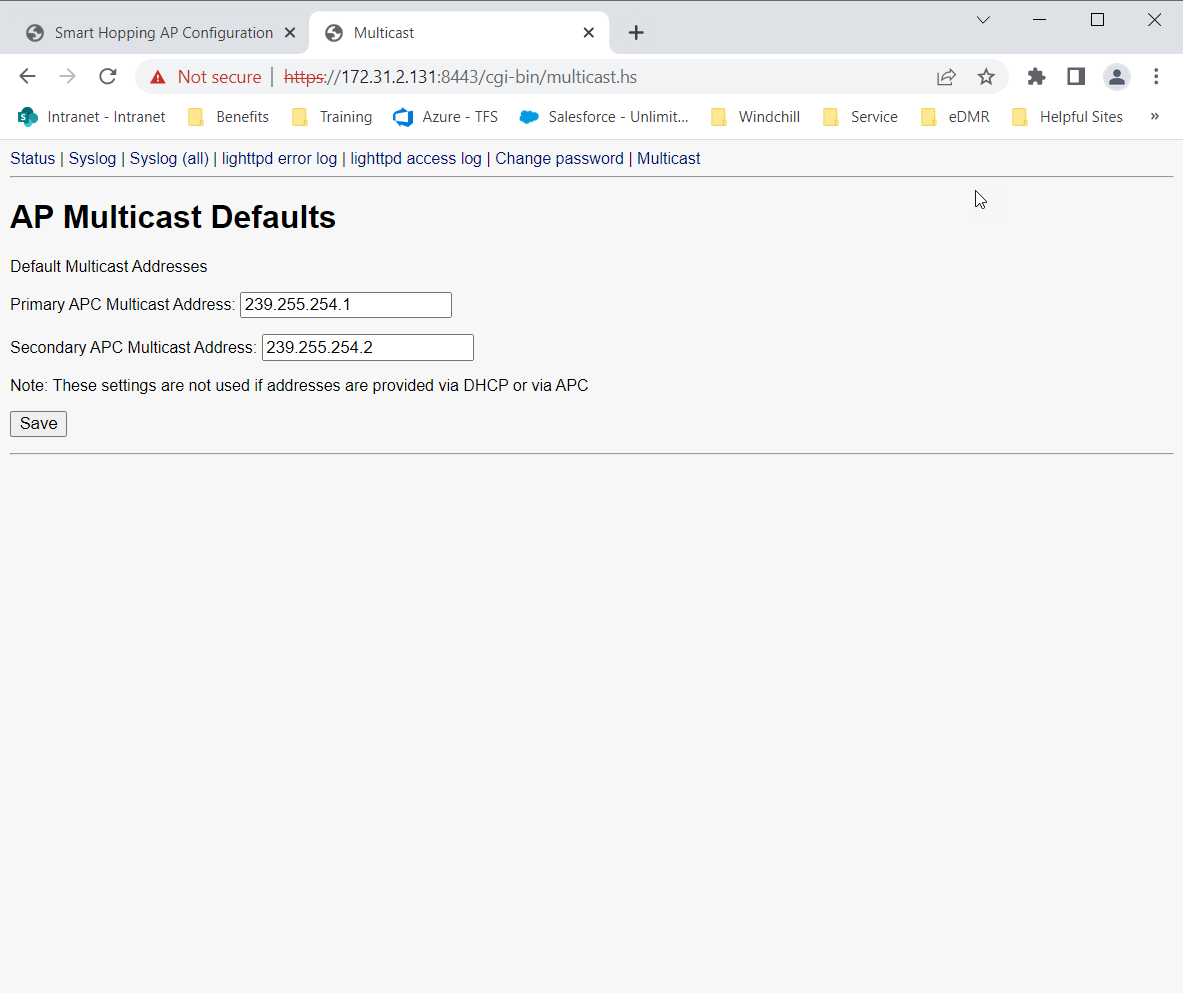 Smart Hopping AP Configuration
Multicast
Not secure | https://172.31.2.131:8443/cgi-bin/multicast.hs
Intranet - Intranet Benefits Training Azure - TFS Salesforce - Unlimit... Windchill Service eDMR Helpful Sites »
Status | Syslog | Syslog (all) | lighttpd error log | lighttpd access log | Change password | Multicast
AP Multicast Defaults
Default Multicast Addresses
Primary APC Multicast Address: 239.255.254.1
Secondary APC Multicast Address: 239.255.254.2
Note: These settings are not used if addresses are provided via DHCP or via APC
Save